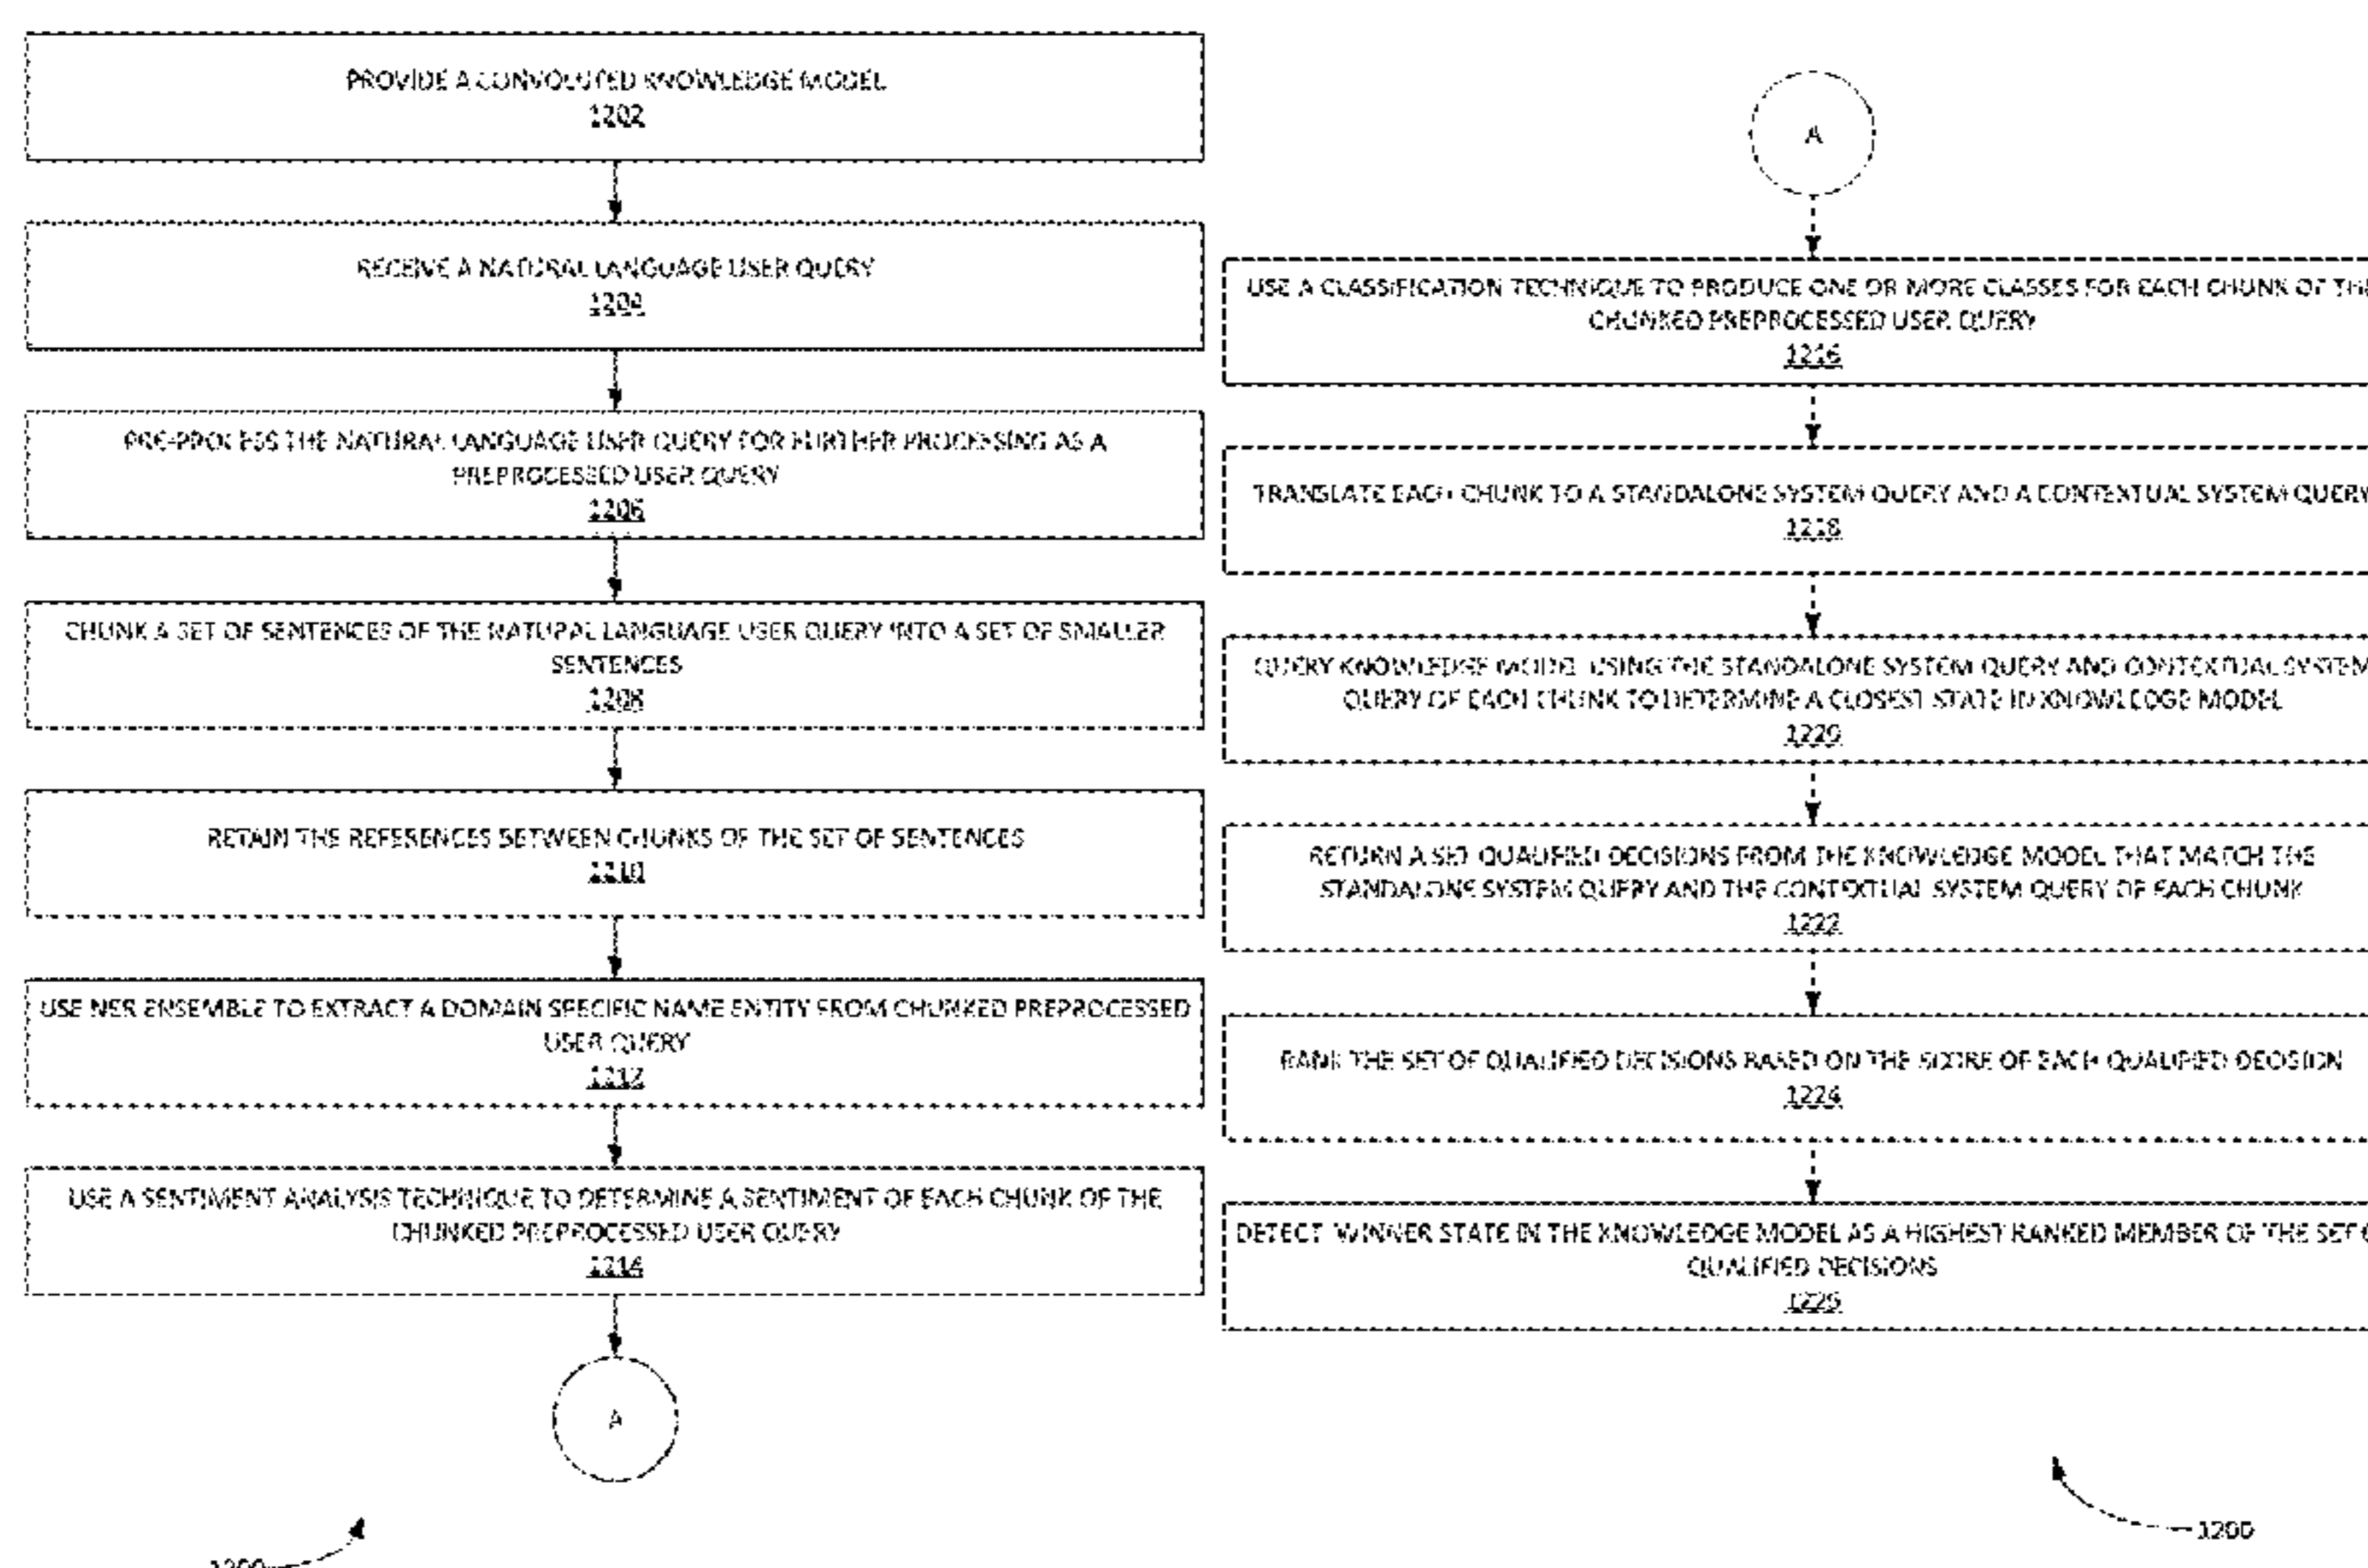 PROVIDE A CONVOLUTED KNOWLEDGE MODEL
1202
RECEIVE A NATURAL LANGUAGE USER QUERY
1204
PRE-PROCESS THE NATURAL LANGUAGE USER QUERY FOR FURTHER PROCESSING AS A
PREPROCESSED USER QUERY
1206
CHUNK A SET OF SENTENCES OF THE NATURAL LANGUAGE USER QUERY INTO A SET OF SMALLER
SENTENCES
1208
RETAIN THE REFERENCES BETWEEN CHUNKS OF THE SET OF SENTENCES
1210
USE NER ENSEMBLE TO EXTRACT A DOMAIN SPECIFIC NAME ENTITY FROM CHUNKED PREPROCESSED
USER QUERY
1212
USE A SENTIMENT ANALYSIS TECHNIQUE TO DETERMINE A SENTIMENT OF EACH CHUNK OF THE
CHUNKED PREPROCESSED USER QUERY
1214
A
1200
A
USE A CLASSIFICATION TECHNIQUE TO PRODUCE ONE OR MORE CLASSES FOR EACH CHUNK OF THE
CHUNKED PREPROCESSED USER QUERY
1216
TRANSLATE EACH CHUNK TO A STANDALONE SYSTEM QUERY AND A CONTEXTUAL SYSTEM QUERY
1218
QUERY KNOWLEDGE MODEL USING THE STANDALONE SYSTEM QUERY AND CONTEXTUAL SYSTEM
QUERY OF EACH CHUNK TO DETERMINE A CLOSEST STATE IN KNOWLEDGE MODEL
1220
RETURN A SET QUALIFIED DECISIONS FROM THE KNOWLEDGE MODEL THAT MATCH THE
STANDALONE SYSTEM QUERY AND THE CONTEXTUAL SYSTEM QUERY OF EACH CHUNK
1222
RANK THE SET OF QUALIFIED DECISIONS BASED ON THE SCORE OF EACH QUALIFIED DECISION
1224
DETECT WINNER STATE IN THE KNOWLEDGE MODEL AS A HIGHEST RANKED MEMBER OF THE SET
QUALIFIED DECISIONS
1226
1200